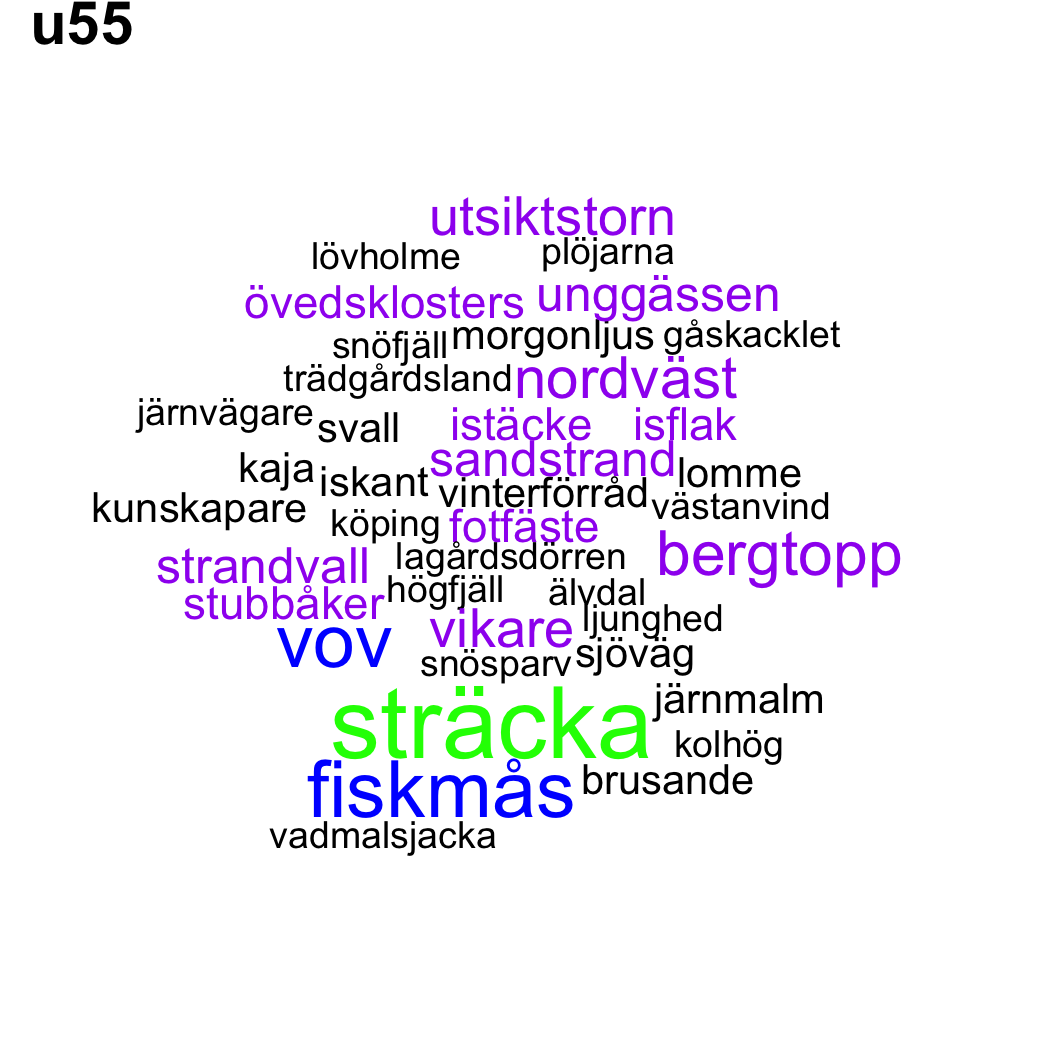 u55
utsiktstorn
lövholme plöjarna
övedsklosters unggässen
snöfjäll morgonljus gåskacklet
trädgårdsland nordväst
järnvägare svall istäcke isflak
kaja iskant sandstrand lomme
kunskapare vinterförråd västanvind
köping fotfäste
strandvall lagårdsdörren bergtopp
stubbåker högfjäll älvdal
vov vikare ljunghed
snösparv sjöväg
sträcka järnmalm
kolhög
fiskmås brusande
vadmalsjacka